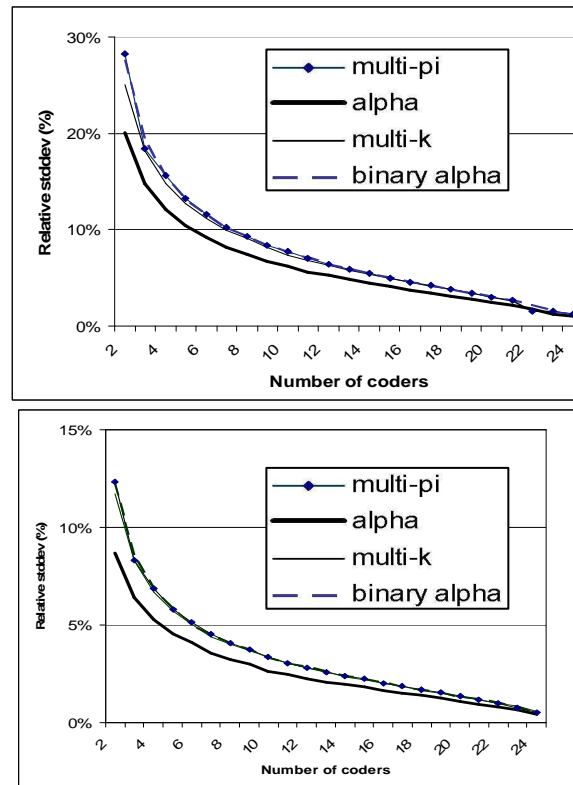 30%
20%
10%
0%
Relative stddev (%)
multi-pi
alpha
multi-k
binary alpha
2 4 6 8 10 12 14 16 18 20 22 24
Number of coders
15%
10%
5%
0%
Relative stddev (%)
multi-pi
alpha
multi-k
binary alpha
2 4 6 8 10 12 14 16 18 20 22 24
Number of coders